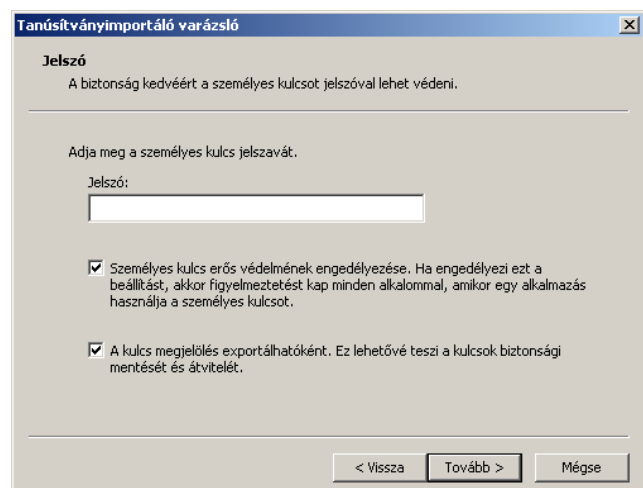 Tanúsítványimportáló varázsló
Jelszó
A biztonság kedvéért a személyes kulcsot jelszóval lehet védeni.
Adja meg a személyes kulcs jelszavát.
Jelszó:
Személyes kulcs erős védelmének engedélyezése. Ha engedélyezi ezt a
beállítást, akkor figyelmeztetést kap minden alkalommal, amikor egy alkalmazás
használja a személyes kulcsot.
A kulcs megjelölés exportálhatóként. Ez lehetővé teszi a kulcsok biztonsági
mentését és átvitelét.
< Vissza
Tovább >
Mégse